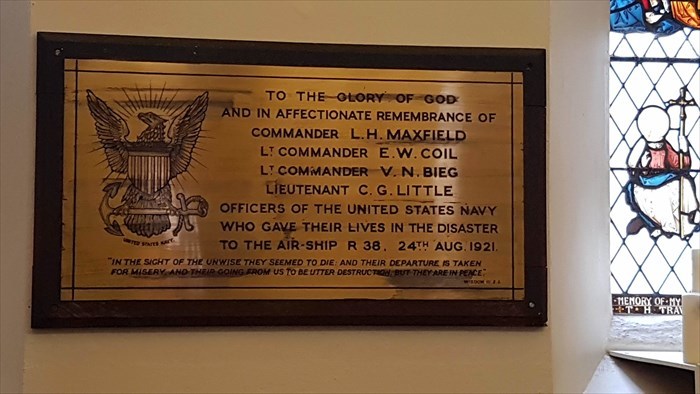 TO THE GLORY OF GOD
AND IN AFFECTIONATE REMEMBRANCE OF
COMMANDER L.H. MAXFIELD
LT COMMANDER E.W. COIL
LT COMMANDER V.N. BIEG
LIEUTENANT C.G. LITTLE
OFFICERS OF THE UNITED STATES NAVY
WHO GAVE THEIR LIVES IN THE DISASTER
TO THE AIR-SHIP R 38, 24TH AUG. 1921.
"IN THE SIGHT OF THE UNWISE THEY SEEMED TO DIE: AND THEIR DEPARTURE IS TAKEN
FOR MISERY, AND THEIR GOING FROM US TO BE UTTER DESTRUCTION: BUT THEY ARE IN PEACE."
UNITED STATES NAVY.
MEMORY OF MY
T H TRAV